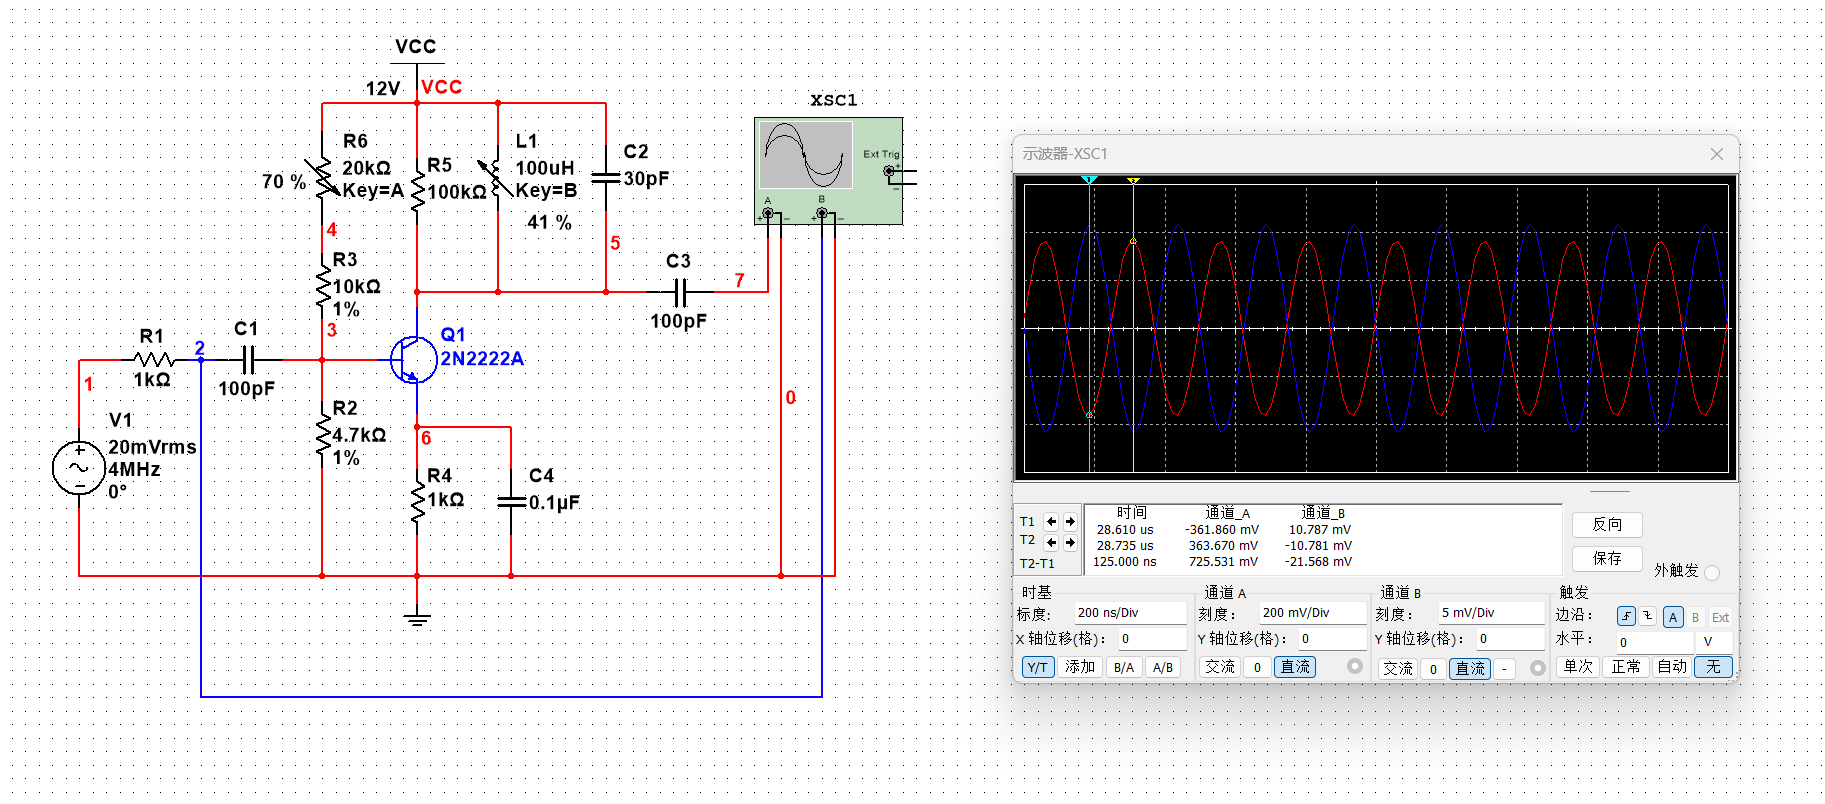 VCC
12V
VCC
R6
20kΩ
Key=A
70 %
4
R5
100kΩ
L1
100uH
Key=B
41 %
C2
30pF
5
R3
10kΩ
1%
3
C3
100pF
7
XSC1
Ext Trig
+
−
A
B
+
−
+
−
R1
1kΩ
2
C1
100pF
1
Q1
2N2222A
0
V1
20mVrms
4MHz
0°
R2
4.7kΩ
1%
6
R4
1kΩ
C4
0.1µF
示波器-XSC1
1
2
时间 通道_A 通道_B
T1 28.610 us -361.860 mV 10.787 mV
T2 28.735 us 363.670 mV -10.781 mV
T2-T1 125.000 ns 725.531 mV -21.568 mV
反向
保存
外触发
时基
标度: 200 ns/Div
X 轴位移(格): 0
Y/T 添加 B/A A/B
通道 A
刻度: 200 mV/Div
Y 轴位移(格): 0
交流 0 直流
通道 B
刻度: 5 mV/Div
Y 轴位移(格): 0
交流 0 直流 -
触发
边沿: A B Ext
水平: 0 V
单次 正常 自动 无